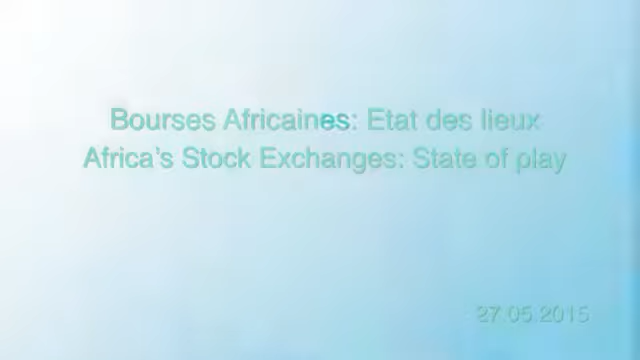 Bourses Africaines: Etat des lieux
Africa's Stock Exchanges: State of play
27.05.2015